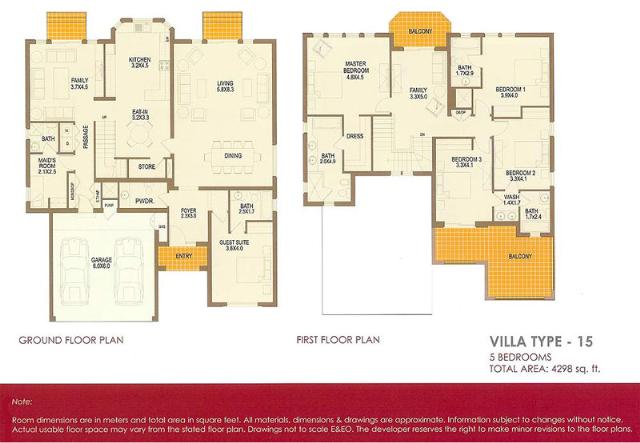 FAMILY
3.7X4.5
KITCHEN
3.2X4.5
LIVING
5.8X8.3
EAT-IN
3.2X3.3
DINING
BATH
PASSAGE
MAID'S
ROOM
2.1X2.5
STORE
PWDR.
PUMP
FOYER
2.3X5.0
BATH
2.5X1.7
GUEST SUITE
3.8X4.0
GARAGE
6.0X6.0
ENTRY
GROUND FLOOR PLAN
BALCONY
MASTER
BEDROOM
4.8X4.5
FAMILY
3.3X5.0
BATH
1.7X2.9
BEDROOM 1
3.9X4.0
DRESS
DN
BATH
2.6X4.9
BEDROOM 3
3.3X4.1
BEDROOM 2
3.3X4.1
WASH
1.4X1.7
BATH
1.7x2.4
BALCONY
FIRST FLOOR PLAN
VILLA TYPE - 15
5 BEDROOMS
TOTAL AREA: 4298 sq. ft.
Note:
Room dimensions are in meters and total area in square feet. All materials, dimensions & drawings are approximate. Information subject to changes without notice.
Actual usable floor space may vary from the stated floor plan. Drawings not to scale E&EO. The developer reserves the right to make minor revisions to the floor plans.